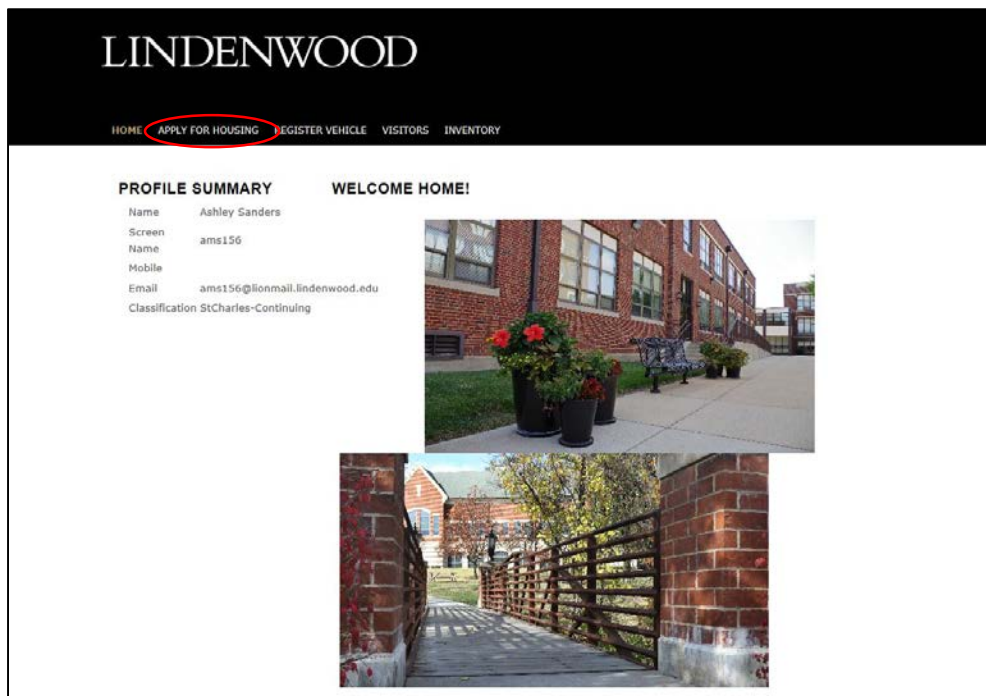 LINDENWOOD
HOME APPLY FOR HOUSING REGISTER VEHICLE VISITORS INVENTORY
PROFILE SUMMARY
Name Ashley Sanders
Screen Name ams156
Mobile
Email ams156@lionmail.lindenwood.edu
Classification StCharles-Continuing
WELCOME HOME!